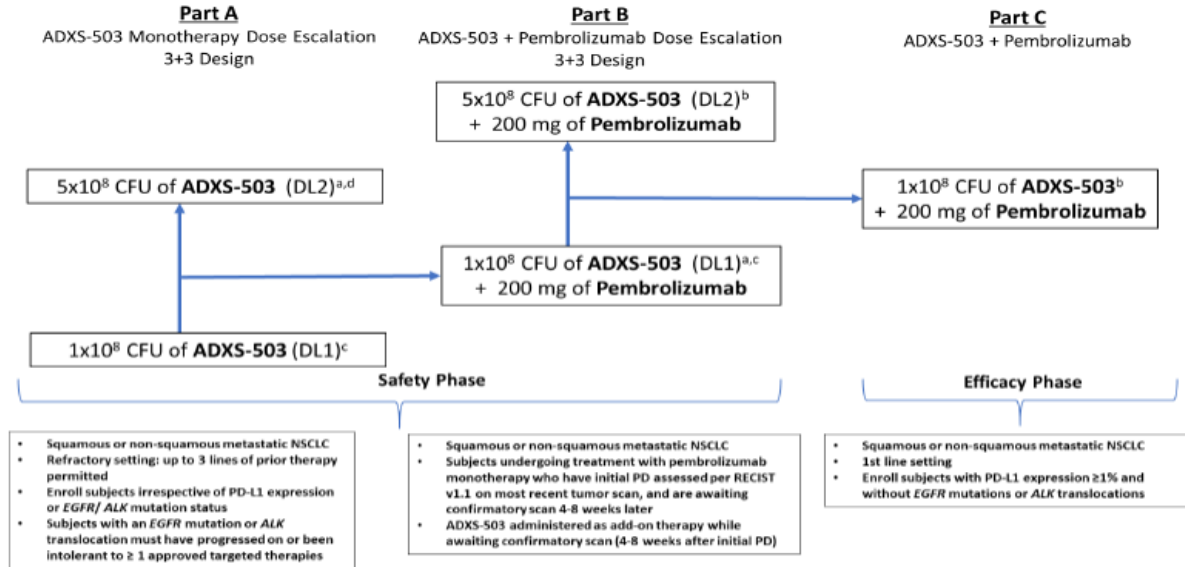 Part A
ADXS-503 Monotherapy Dose Escalation
3+3 Design
Part B
ADXS-503 + Pembrolizumab Dose Escalation
3+3 Design
Part C
ADXS-503 + Pembrolizumab
5x10⁸ CFU of ADXS-503 (DL2)ᵇ
+ 200 mg of Pembrolizumab
5x10⁸ CFU of ADXS-503 (DL2)ᵃ,ᵈ
1x10⁸ CFU of ADXS-503ᵇ
+ 200 mg of Pembrolizumab
1x10⁸ CFU of ADXS-503 (DL1)ᵃ,ᶜ
+ 200 mg of Pembrolizumab
1x10⁸ CFU of ADXS-503 (DL1)ᶜ
Safety Phase
Efficacy Phase
• Squamous or non-squamous metastatic NSCLC
• Refractory setting: up to 3 lines of prior therapy
permitted
• Enroll subjects irrespective of PD-L1 expression
or EGFR/ ALK mutation status
• Subjects with an EGFR mutation or ALK
translocation must have progressed on or been
intolerant to ≥ 1 approved targeted therapies
• Squamous or non-squamous metastatic NSCLC
• Subjects undergoing treatment with pembrolizumab
monotherapy who have initial PD assessed per RECIST
v1.1 on most recent tumor scan, and are awaiting
confirmatory scan 4-8 weeks later
• ADXS-503 administered as add-on therapy while
awaiting confirmatory scan (4-8 weeks after initial PD)
• Squamous or non-squamous metastatic NSCLC
• 1st line setting
• Enroll subjects with PD-L1 expression ≥1% and
without EGFR mutations or ALK translocations